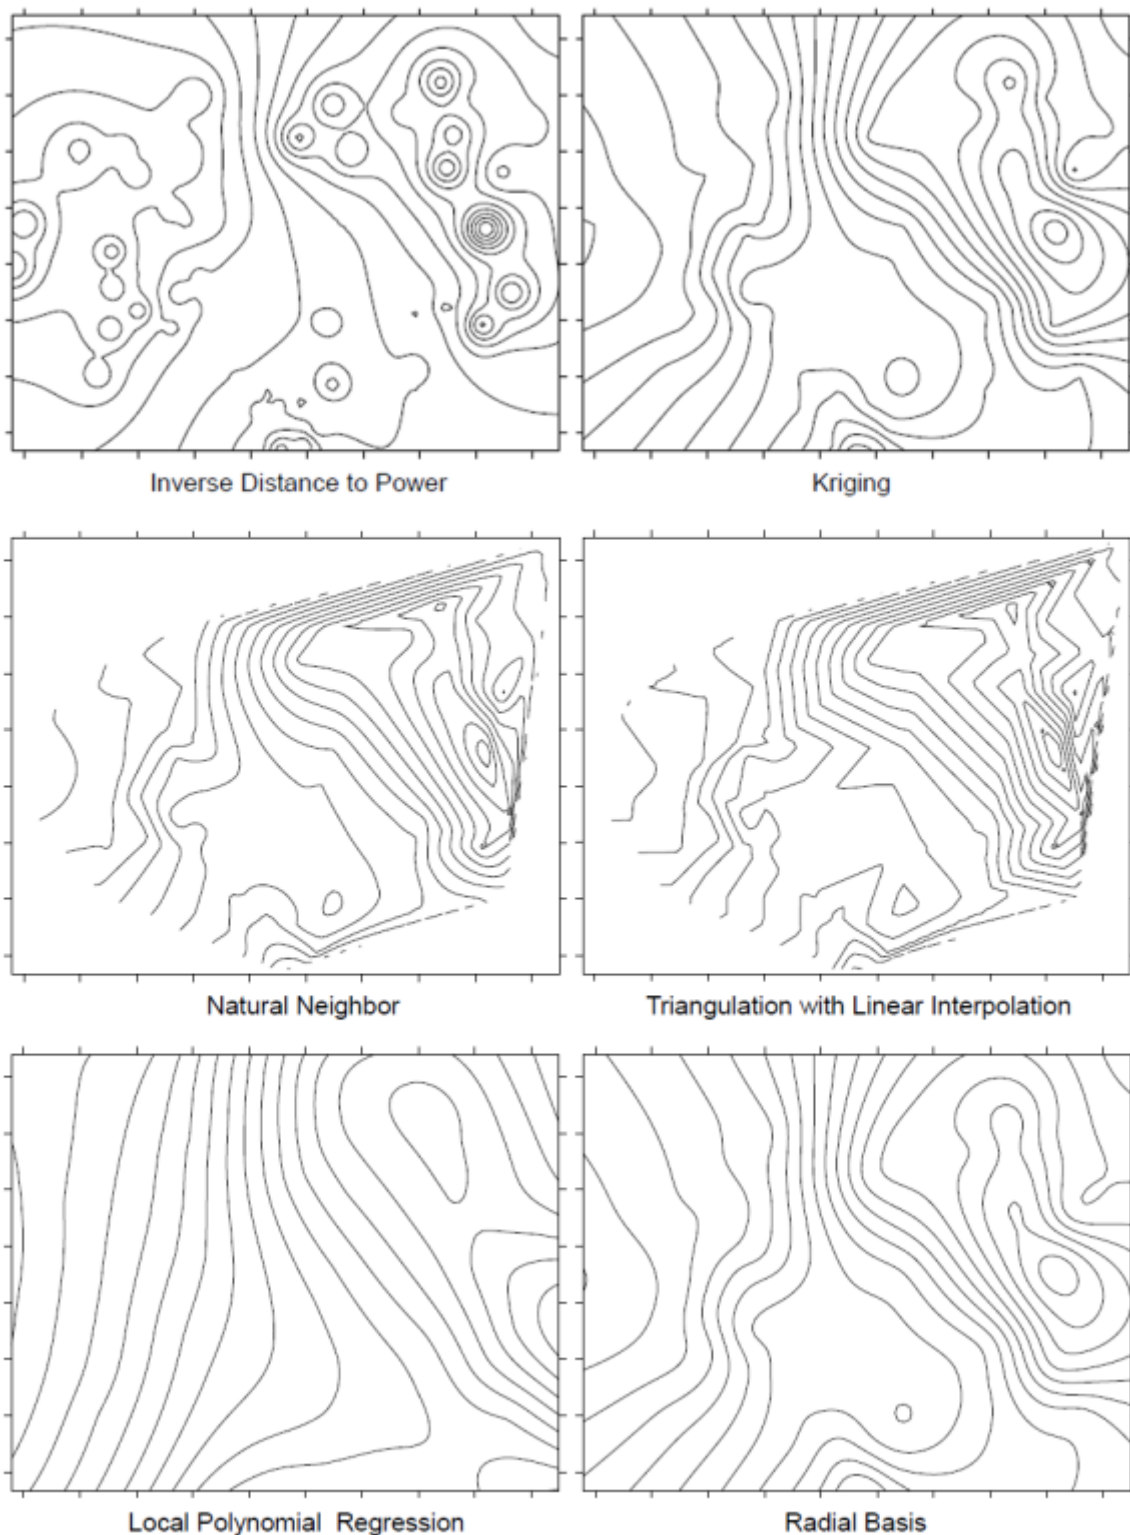 Inverse Distance to Power
Kriging
Natural Neighbor
Triangulation with Linear Interpolation
Local Polynomial Regression
Radial Basis